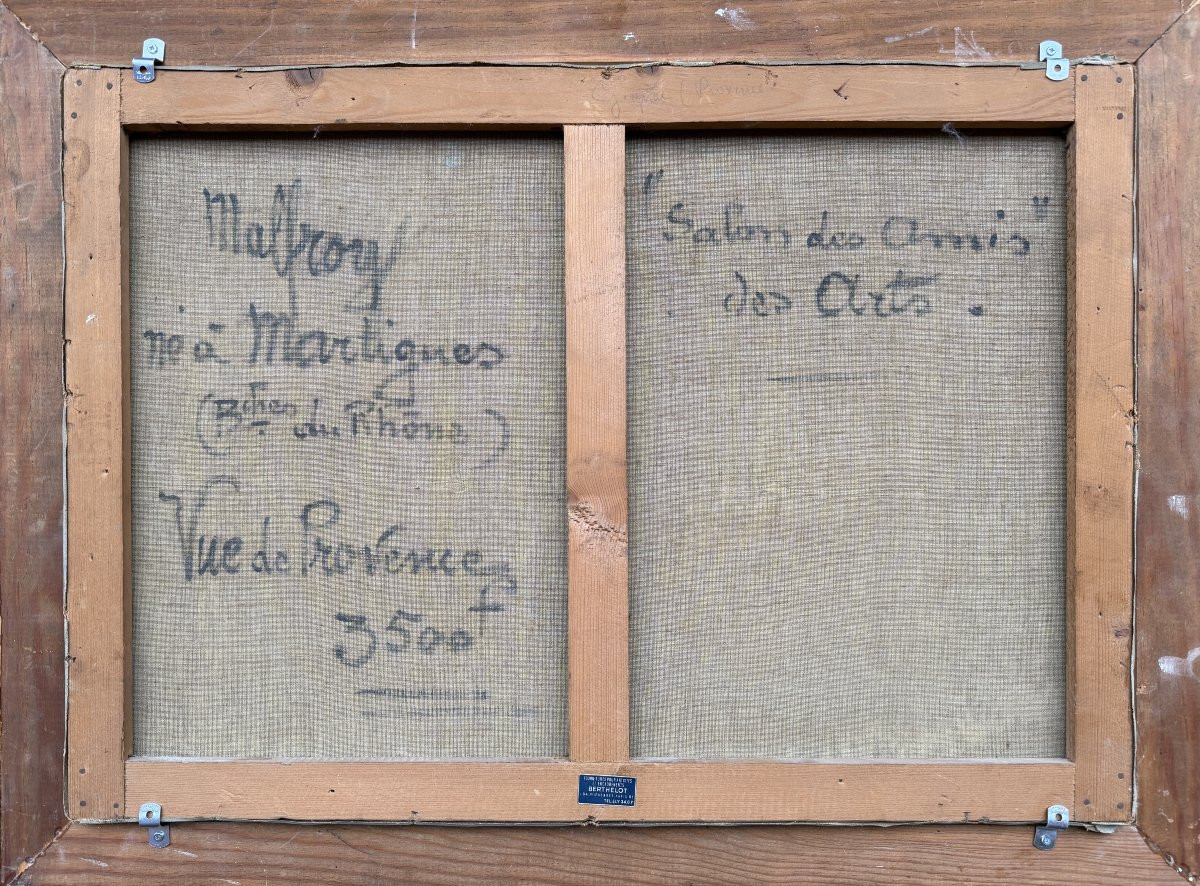 Malfroy
né à Martigues
(Bches du Rhône)
Vue de Provence
3500f
"Salon des Amis"
des Arts.
BERTHELOT